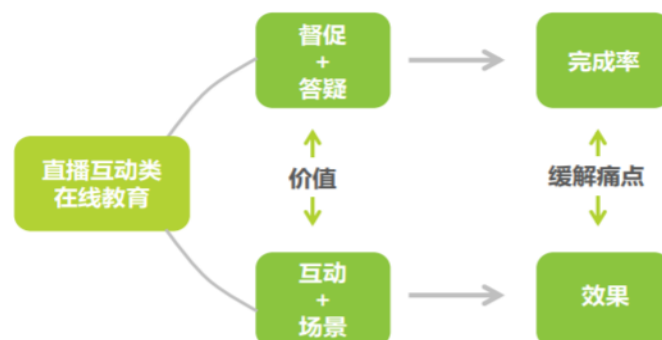 督促
+
答疑
完成率
直播互动类
在线教育
价值
缓解痛点
互动
+
场景
效果